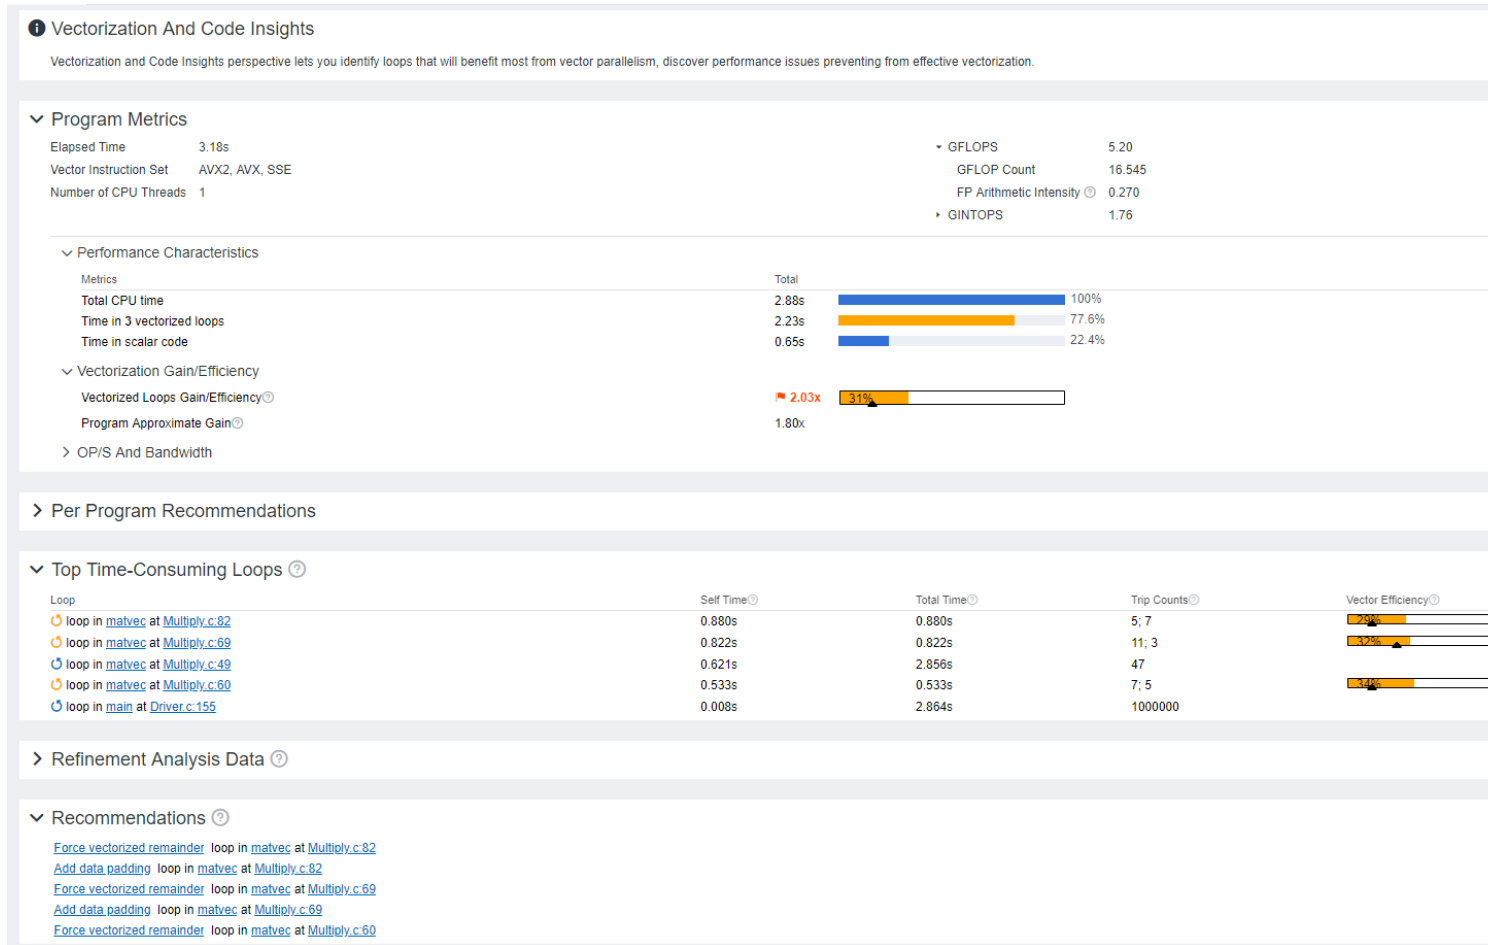 Vectorization And Code Insights
Vectorization and Code Insights perspective lets you identify loops that will benefit most from vector parallelism, discover performance issues preventing from effective vectorization.
Program Metrics
Elapsed Time 3.18s
Vector Instruction Set AVX2, AVX, SSE
Number of CPU Threads 1
GFLOPS 5.20
GFLOP Count 16.545
FP Arithmetic Intensity 0.270
GINTOPS 1.76
Performance Characteristics
Metrics Total
Total CPU time 2.88s 100%
Time in 3 vectorized loops 2.23s 77.6%
Time in scalar code 0.65s 22.4%
Vectorization Gain/Efficiency
Vectorized Loops Gain/Efficiency 2.03x 31%
Program Approximate Gain 1.80x
OP/S And Bandwidth
Per Program Recommendations
Top Time-Consuming Loops
Loop Self Time Total Time Trip Counts Vector Efficiency
loop in matvec at Multiply.c:82 0.880s 0.880s 5; 7 29%
loop in matvec at Multiply.c:69 0.822s 0.822s 11; 3 32%
loop in matvec at Multiply.c:49 0.621s 2.856s 47
loop in matvec at Multiply.c:60 0.533s 0.533s 7; 5 34%
loop in main at Driver.c:155 0.008s 2.864s 1000000
Refinement Analysis Data
Recommendations
Force vectorized remainder loop in matvec at Multiply.c:82
Add data padding loop in matvec at Multiply.c:82
Force vectorized remainder loop in matvec at Multiply.c:69
Add data padding loop in matvec at Multiply.c:69
Force vectorized remainder loop in matvec at Multiply.c:60